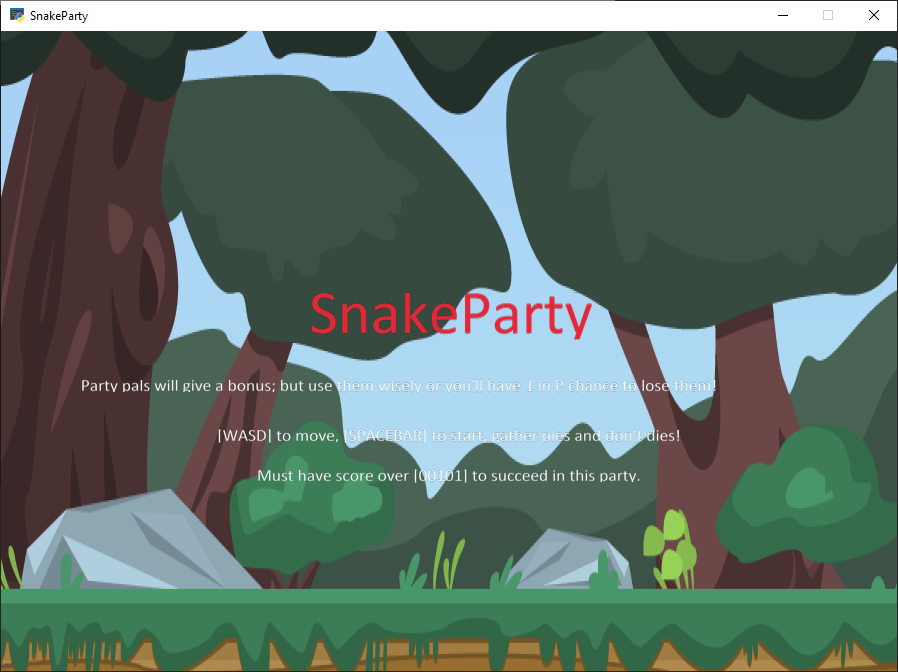 SnakeParty
SnakeParty
Party pals will give a bonus; but use them wisely or you'll have 1 in P chance to lose them!
[WASD] to move, [SPACEBAR] to start, gather pies and don't dies!
Must have score over [00101] to succeed in this party.